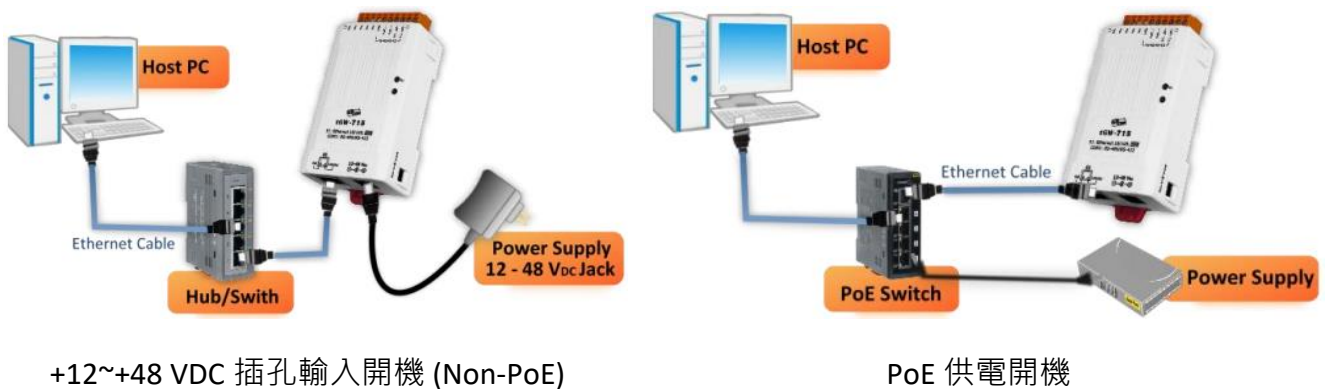 Host PC
tGW-715
Ethernet Cable
Hub/Swith
Power Supply
12 - 48 VDC Jack
+12~+48 VDC 插孔輸入開機 (Non-PoE)
Host PC
tGW-715
Ethernet Cable
PoE Switch
Power Supply
PoE 供電開機